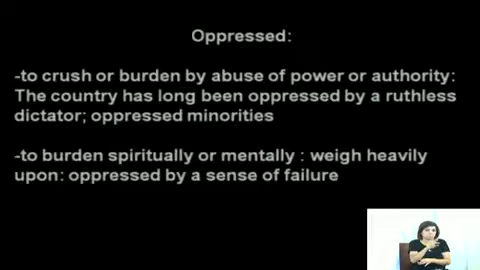 Oppressed:
-to crush or burden by abuse of power or authority:
The country has long been oppressed by a ruthless
dictator; oppressed minorities
-to burden spiritually or mentally : weigh heavily
upon: oppressed by a sense of failure